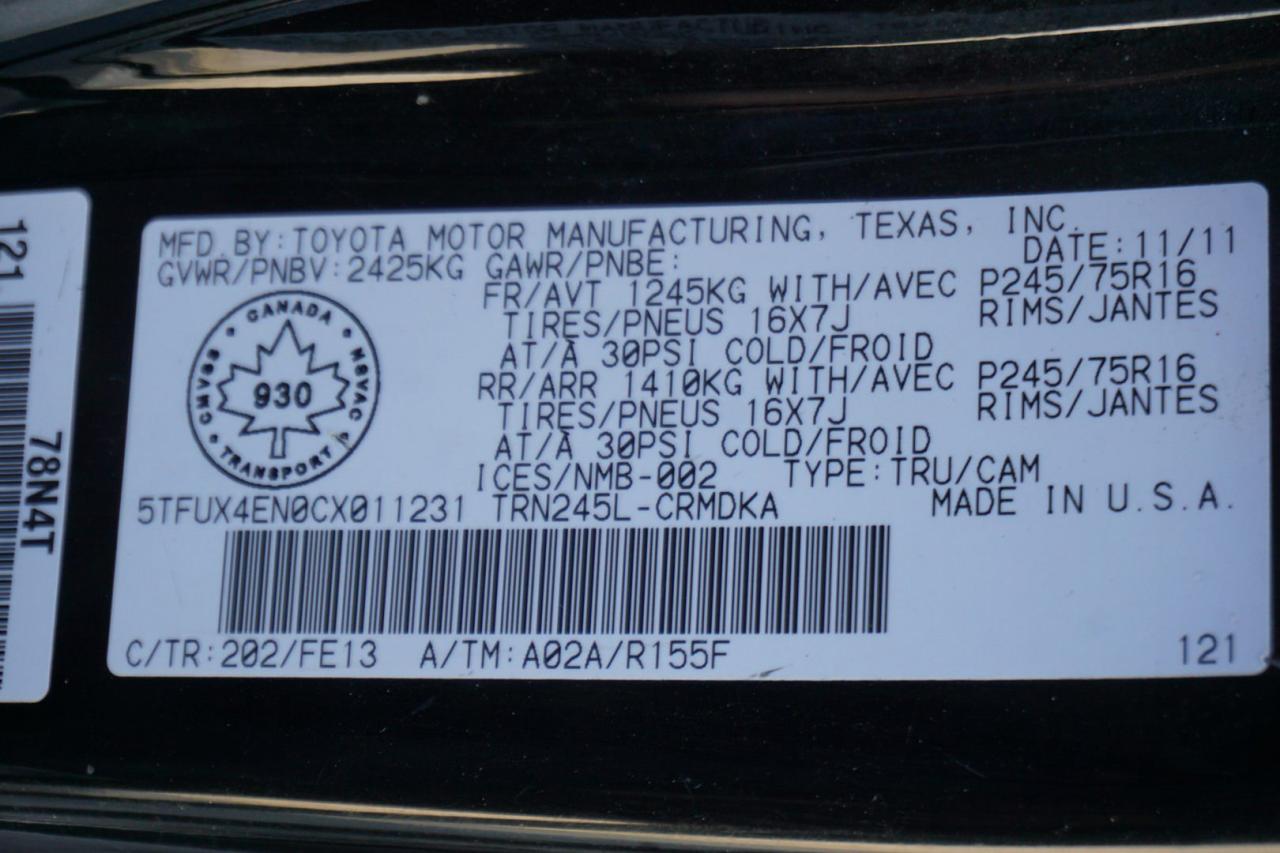 MFD. BY: TOYOTA MOTOR MANUFACTURING, TEXAS, INC.
GVWR/PNBV: 2425KG GAWR/PNBE: DATE: 11/11
FR/AVT 1245KG WITH/AVEC P245/75R16
TIRES/PNEUS 16X7J RIMS/JANTES
AT/À 30PSI COLD/FROID
RR/ARR 1410KG WITH/AVEC P245/75R16
TIRES/PNEUS 16X7J RIMS/JANTES
AT/À 30PSI COLD/FROID
ICES/NMB-002 TYPE: TRU/CAM
CANADA
CMVSS
NSVAC
930
TRANSPORT
5TFUX4EN0CX011231 TRN245L-CRMDKA MADE IN U.S.A.
C/TR: 202/FE13 A/TM: A02A/R155F 121
121
78N4T